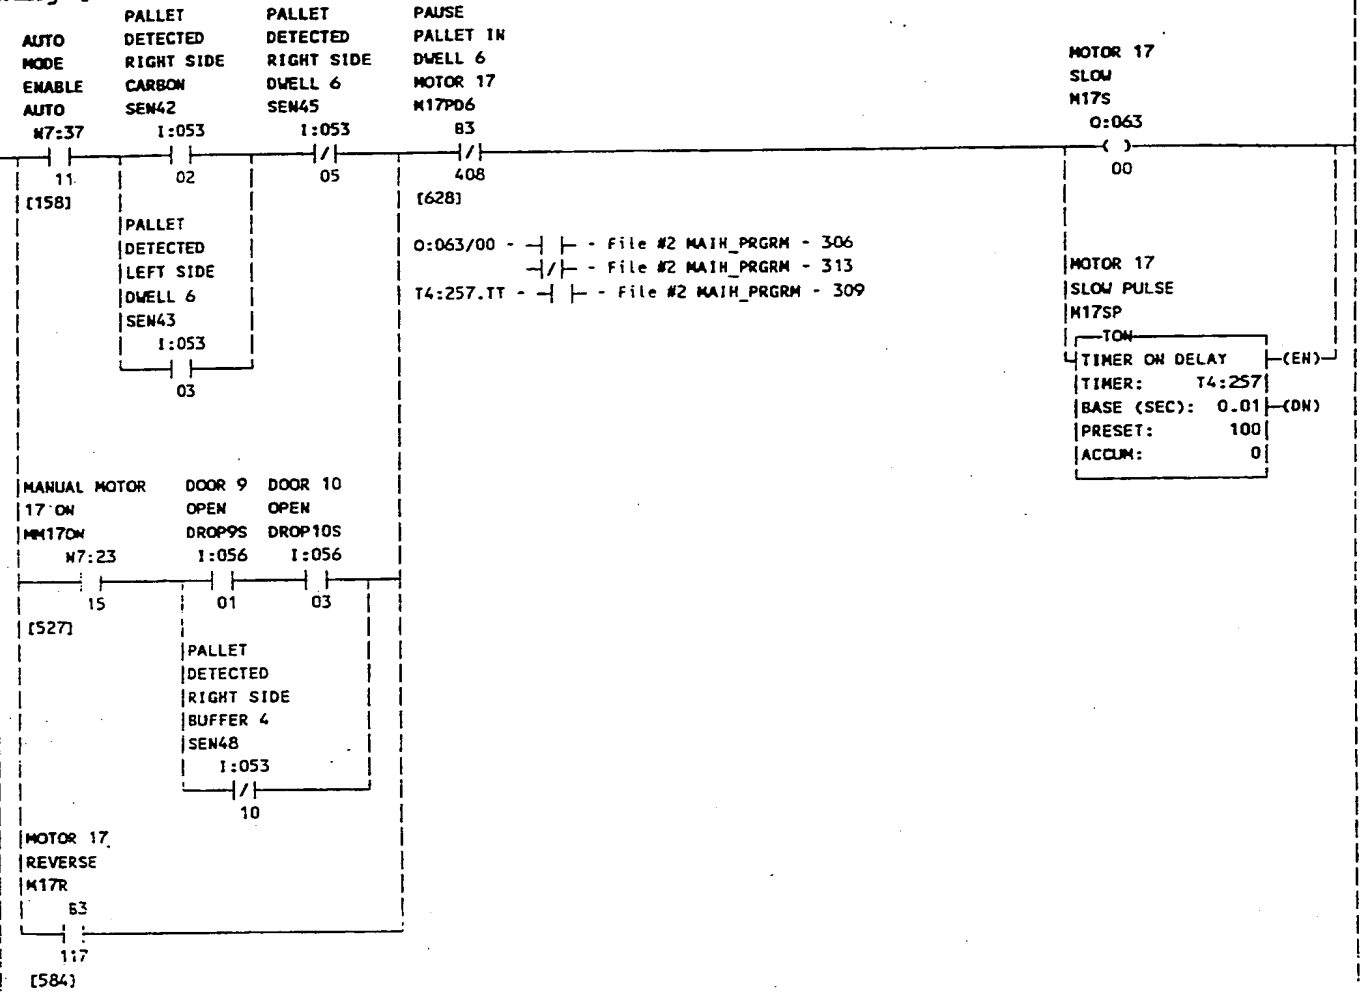 AUTO
MODE
ENABLE
AUTO
N7:37
11
[158]
PALLET
DETECTED
RIGHT SIDE
CARBON
SEN42
I:053
02
PALLET
DETECTED
RIGHT SIDE
DWELL 6
SEN45
I:053
05
PAUSE
PALLET IN
DWELL 6
MOTOR 17
M17PD6
B3
408
[628]
MOTOR 17
SLOW
M17S
O:063
00
PALLET
DETECTED
LEFT SIDE
DWELL 6
SEN43
I:053
03
O:063/00 - ┤ ├ - File #2 MAIN_PRGRM - 306
┤/├ - File #2 MAIN_PRGRM - 313
T4:257.TT - ┤ ├ - File #2 MAIN_PRGRM - 309
MOTOR 17
SLOW PULSE
M17SP
TON
TIMER ON DELAY (EN)
TIMER: T4:257
BASE (SEC): 0.01 (DN)
PRESET: 100
ACCUM: 0
MANUAL MOTOR
17 ON
MM17ON
N7:23
15
[527]
DOOR 9
OPEN
DROP9S
I:056
01
DOOR 10
OPEN
DROP10S
I:056
03
PALLET
DETECTED
RIGHT SIDE
BUFFER 4
SEN48
I:053
10
MOTOR 17
REVERSE
M17R
B3
117
[584]